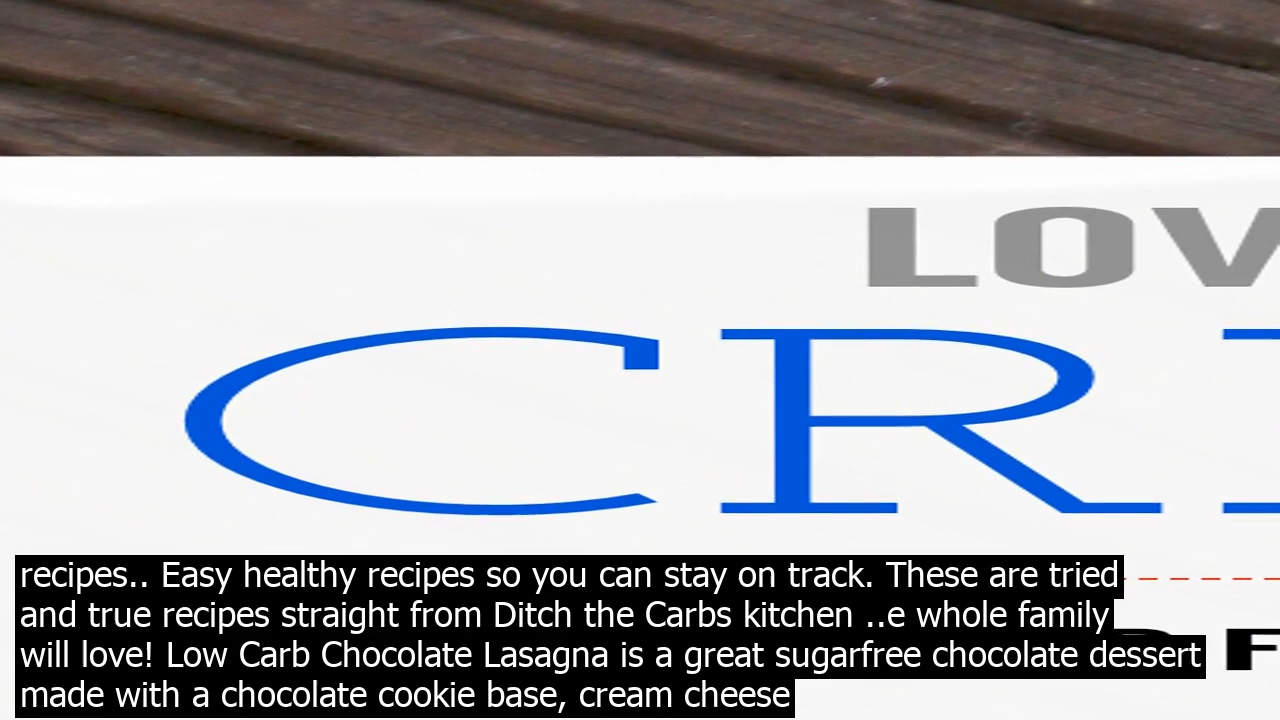 LOV
CR
recipes.. Easy healthy recipes so you can stay on track. These are tried
and true recipes straight from Ditch the Carbs kitchen ..e whole family
will love! Low Carb Chocolate Lasagna is a great sugarfree chocolate dessert
made with a chocolate cookie base, cream cheese
F